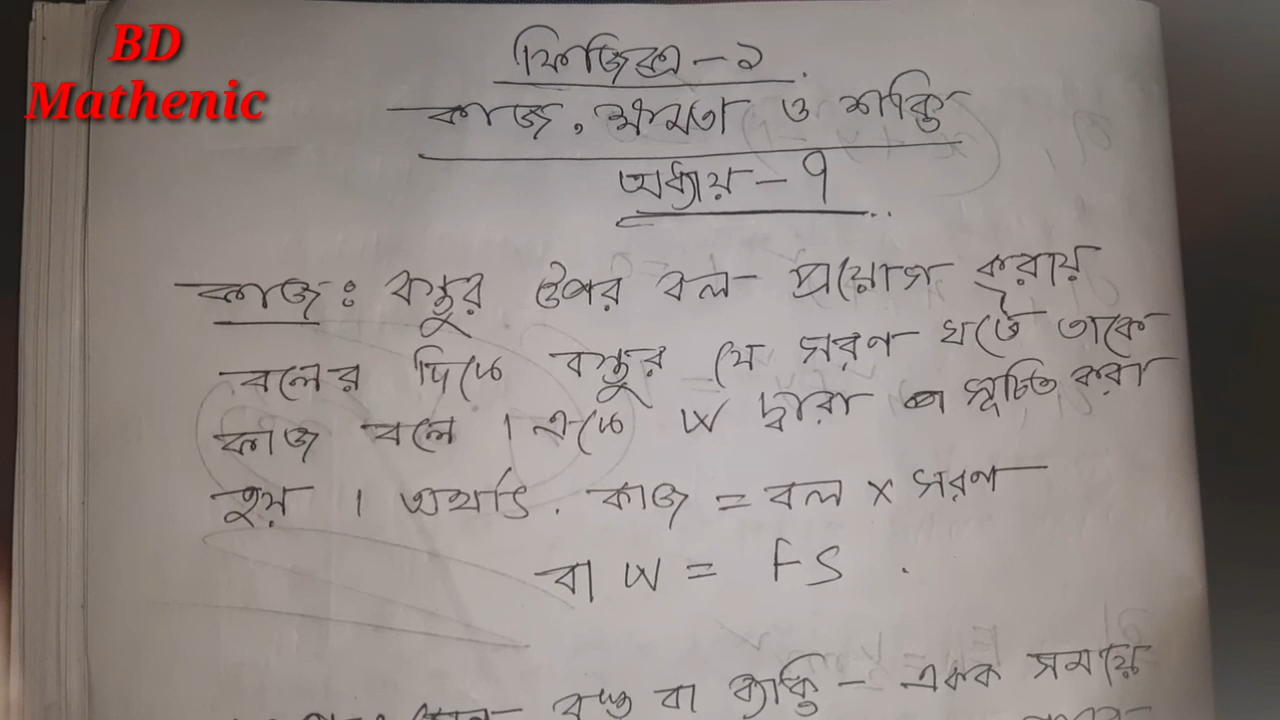 BD
Mathenic
ফিজিক্স - ১
কাজ, ক্ষমতা ও শক্তি
অধ্যায় - ৭
কাজ : বস্তুর উপর বল প্রয়োগ করায়
বলের দিকে বস্তুর যে সরণ ঘটে তাকে
কাজ বলে । একে W দ্বারা সূচিত করা
হয় । অর্থাৎ . কাজ = বল × সরণ
বা W = FS .
বস্তু বা ব্যক্তি - একক সময়ে